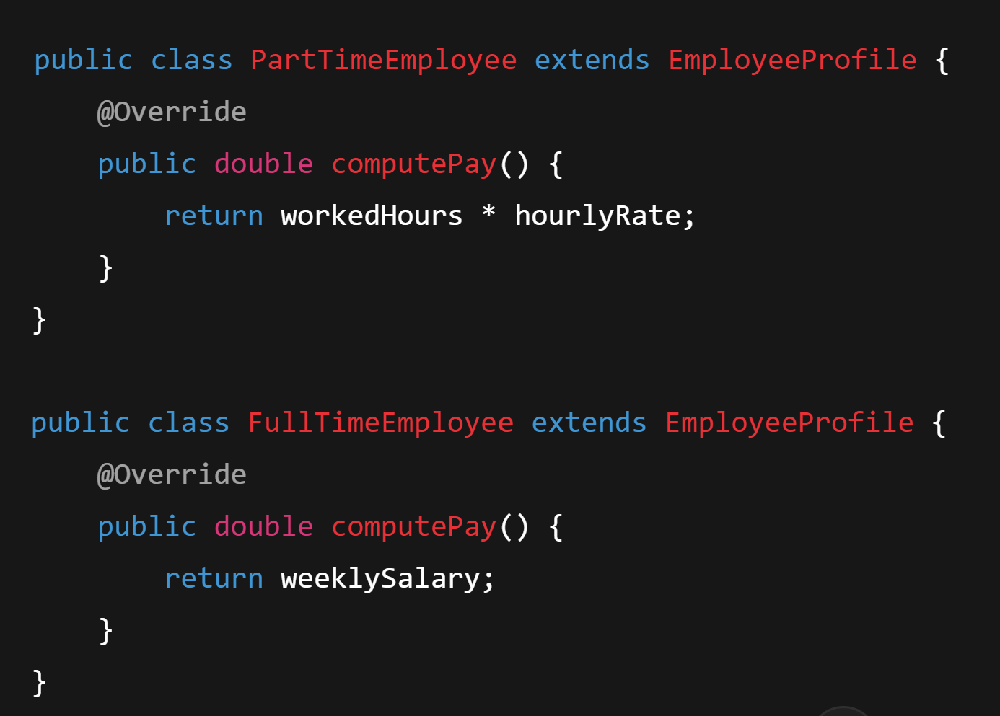 public class PartTimeEmployee extends EmployeeProfile {
@Override
public double computePay() {
return workedHours * hourlyRate;
}
}
public class FullTimeEmployee extends EmployeeProfile {
@Override
public double computePay() {
return weeklySalary;
}
}